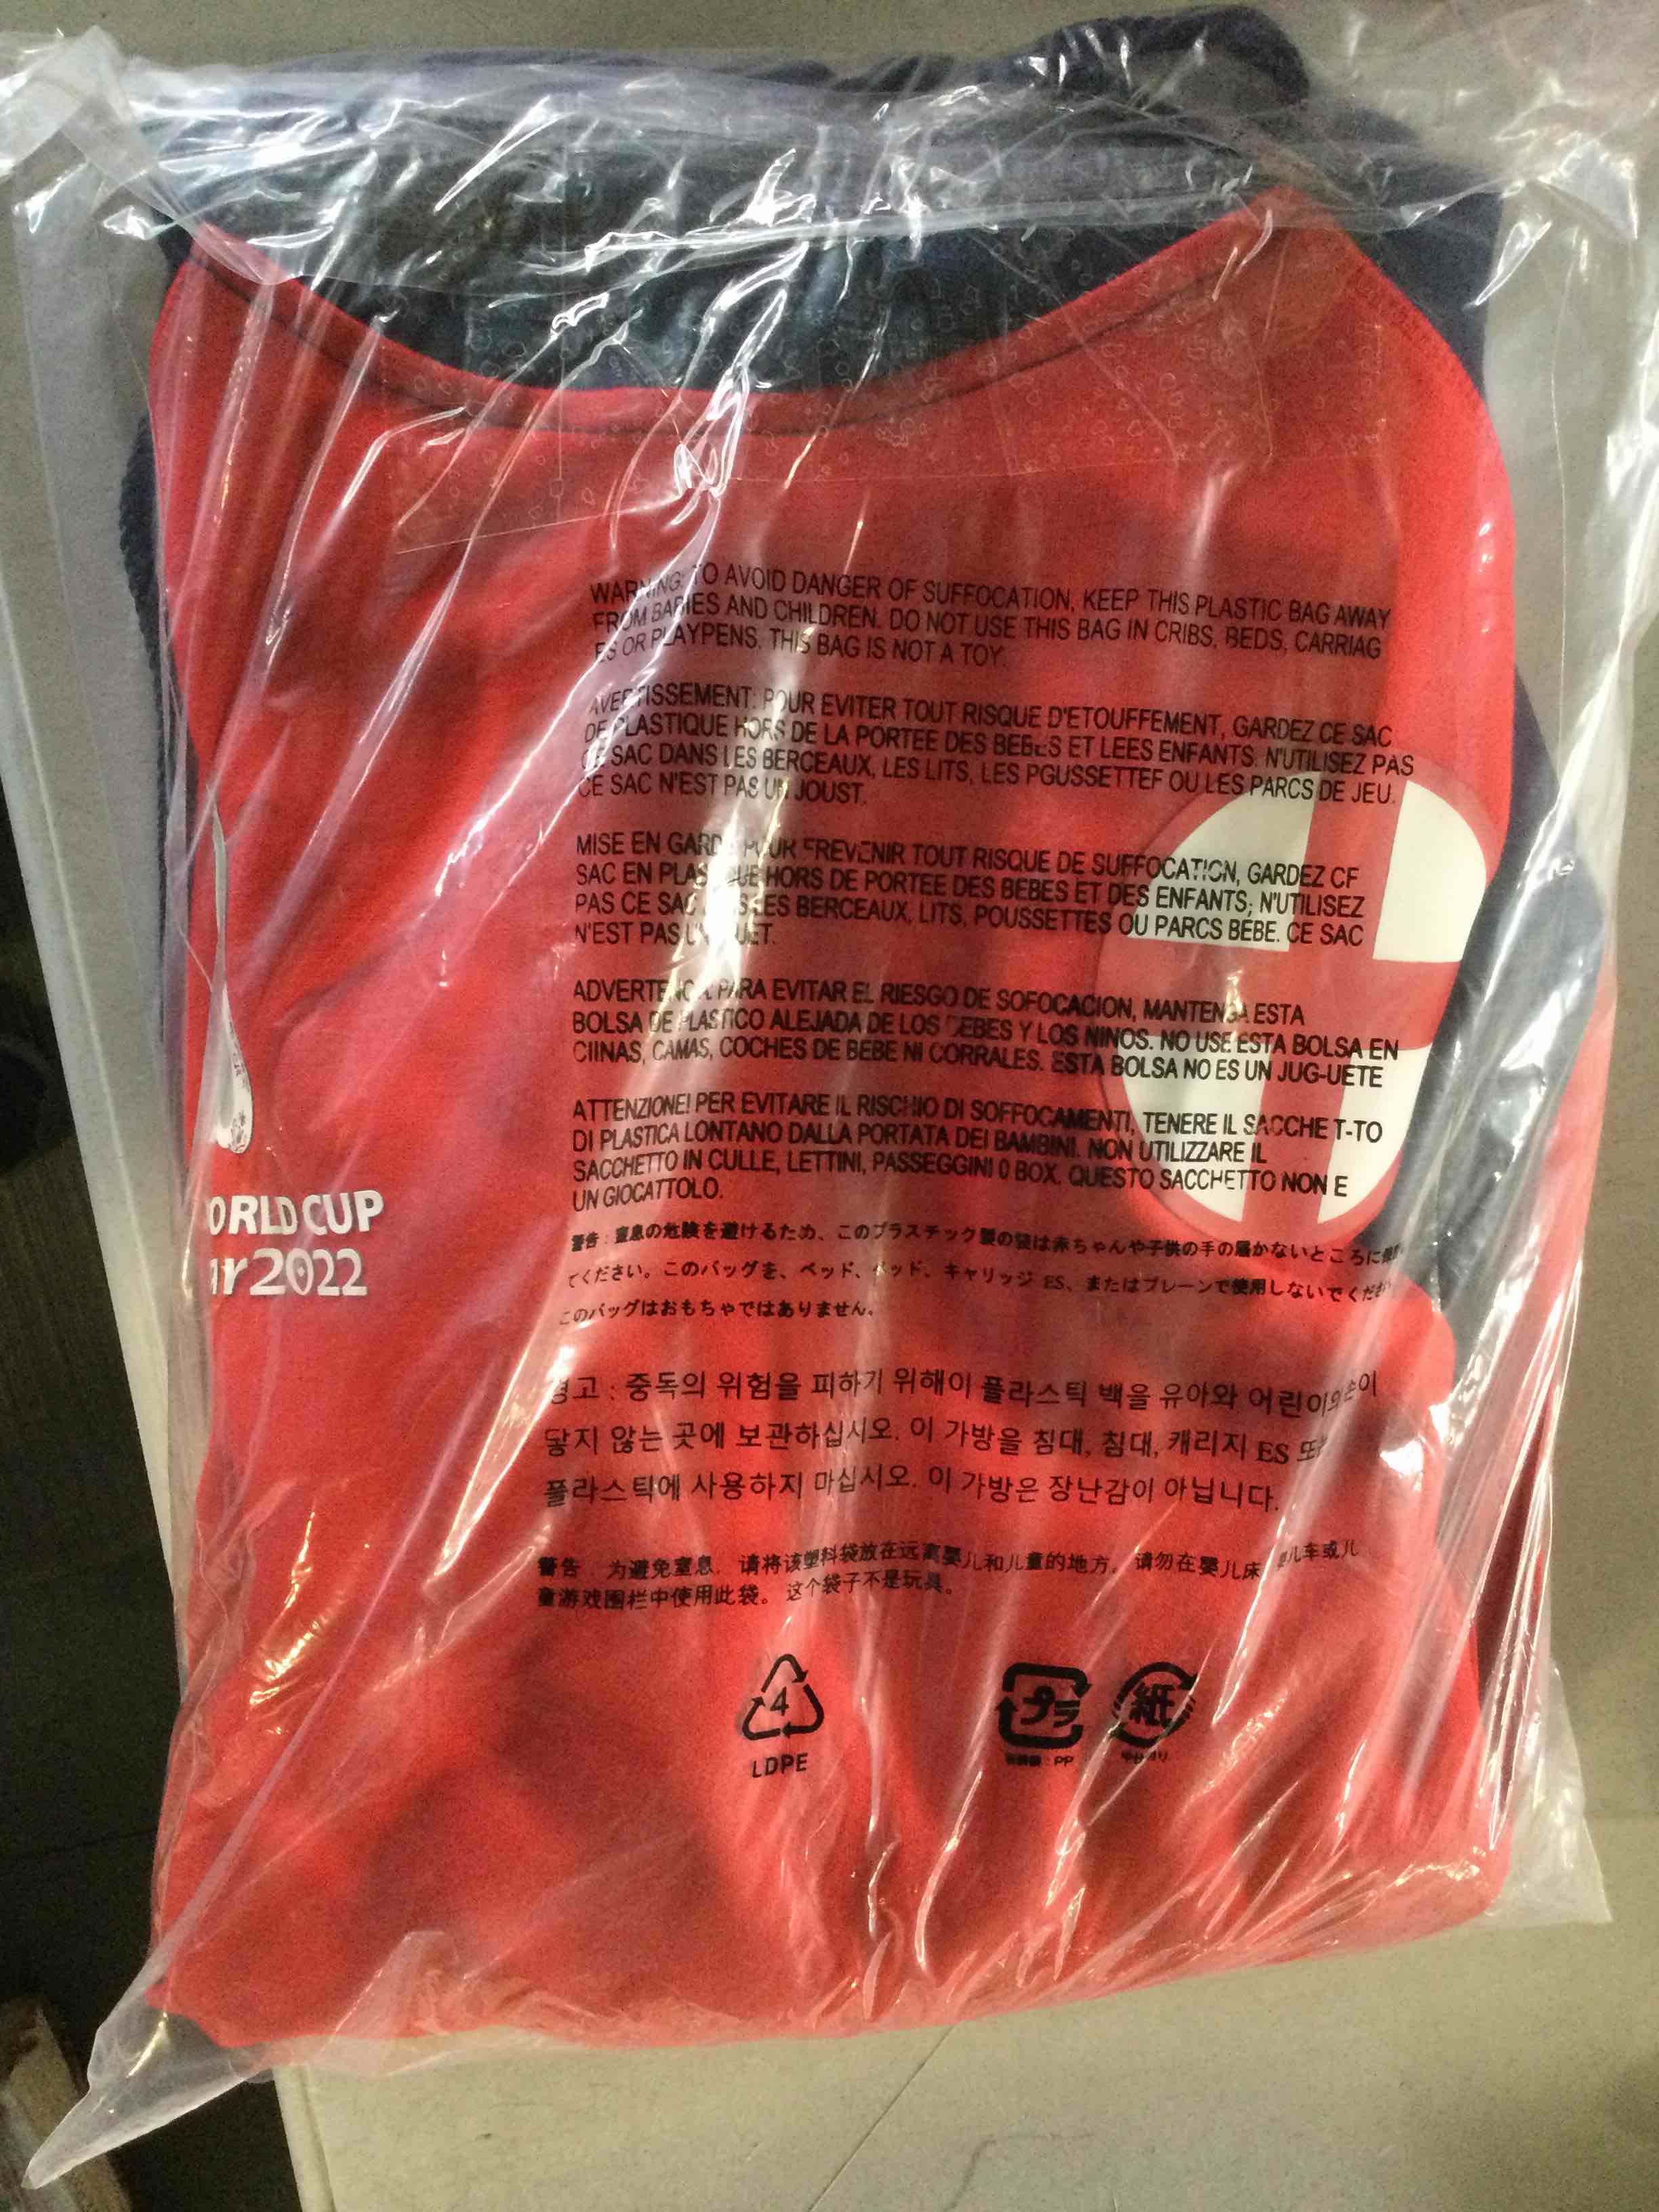 WARNING: TO AVOID DANGER OF SUFFOCATION, KEEP THIS PLASTIC BAG AWAY
FROM BABIES AND CHILDREN. DO NOT USE THIS BAG IN CRIBS, BEDS, CARRIAG
ES OR PLAYPENS. THIS BAG IS NOT A TOY.
AVERTISSEMENT: POUR EVITER TOUT RISQUE D'ETOUFFEMENT, GARDEZ CE SAC
DE PLASTIQUE HORS DE LA PORTEE DES BEBES ET LEES ENFANTS. N'UTILISEZ PAS
CE SAC DANS LES BERCEAUX, LES LITS, LES PGUSSETTEF OU LES PARCS DE JEU.
CE SAC N'EST PAS UN JOUST.
MISE EN GARDE POUR PREVENIR TOUT RISQUE DE SUFFOCATION, GARDEZ CF
SAC EN PLASTIQUE HORS DE PORTEE DES BEBES ET DES ENFANTS; N'UTILISEZ
PAS CE SAC LES BERCEAUX, LITS, POUSSETTES OU PARCS BEBE. CE SAC
N'EST PAS
ADVERTENCIA PARA EVITAR EL RIESGO DE SOFOCACION, MANTENGA ESTA
BOLSA DE PLASTICO ALEJADA DE LOS BEBES Y LOS NINOS. NO USE ESTA BOLSA EN
CIINAS, CAMAS, COCHES DE BEBE NI CORRALES. ESTA BOLSA NO ES UN JUG-UETE
ATTENZIONE! PER EVITARE IL RISCHIO DI SOFFOCAMENTI, TENERE IL SACCHE T-TO
DI PLASTICA LONTANO DALLA PORTATA DEI BAMBINI. NON UTILIZZARE IL
SACCHETTO IN CULLE, LETTINI, PASSEGGINI 0 BOX. QUESTO SACCHETTO NON E
UN GIOCATTOLO.
ORLD CUP
ar2022
警告：窒息の危険を避けるため、このプラスチック製の袋は赤ちゃんや子供の手の届かないところに保
てください。このバッグを、ベッド、ベッド、キャリッジ ES、またはプレーンで使用しないでくださ
このバッグはおもちゃではありません。
경고 : 중독의 위험을 피하기 위해이 플라스틱 백을 유아와 어린이의손이
닿지 않는 곳에 보관하십시오. 이 가방을 침대, 침대, 캐리지 ES 또는
플라스틱에 사용하지 마십시오. 이 가방은 장난감이 아닙니다.
警告：为避免窒息，请将该塑料袋放在远离婴儿和儿童的地方。请勿在婴儿床 婴儿车或儿
童游戏围栏中使用此袋。这个袋子不是玩具。
4
LDPE
プラ
紙
PP